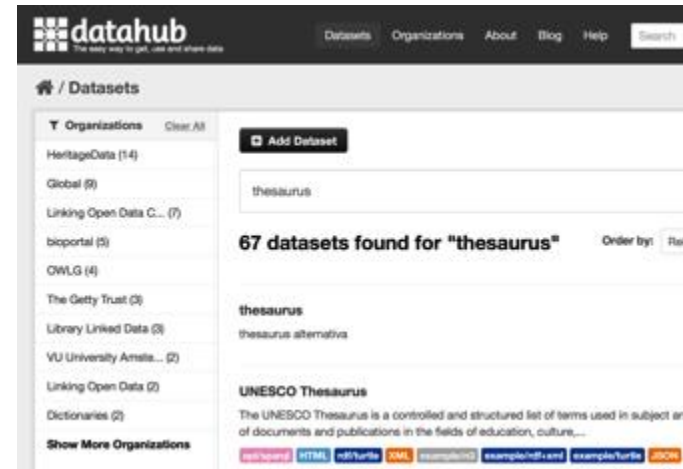 datahub
The easy way to get, use and share data
Datasets Organizations About Blog Help Search
/ Datasets
Organizations Clear All
HeritageData (14)
Global (9)
Linking Open Data C... (7)
bioportal (5)
OWLG (4)
The Getty Trust (3)
Library Linked Data (3)
VU University Amste... (2)
Linking Open Data (2)
Dictionaries (2)
Show More Organizations
Add Dataset
thesaurus
67 datasets found for "thesaurus" Order by:
thesaurus
thesaurus alternativa
UNESCO Thesaurus
The UNESCO Thesaurus is a controlled and structured list of terms used in subject
of documents and publications in the fields of education, culture,...
HTML rdf/turtle XML example/rdf+xml example/turtle JSON